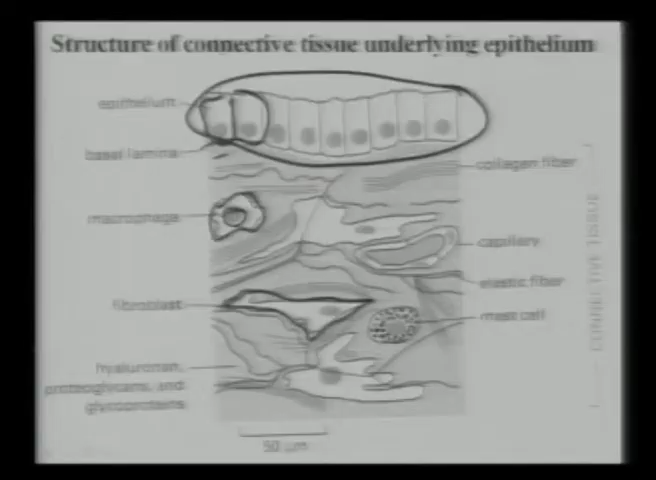 Structure of connective tissue underlying epithelium
epithelium
basal lamina
collagen fiber
macrophage
capillary
elastic fiber
fibroblast
mast cell
hyaluronan,
proteoglycans, and
glycoproteins
50 μm
CONNECTIVE TISSUE